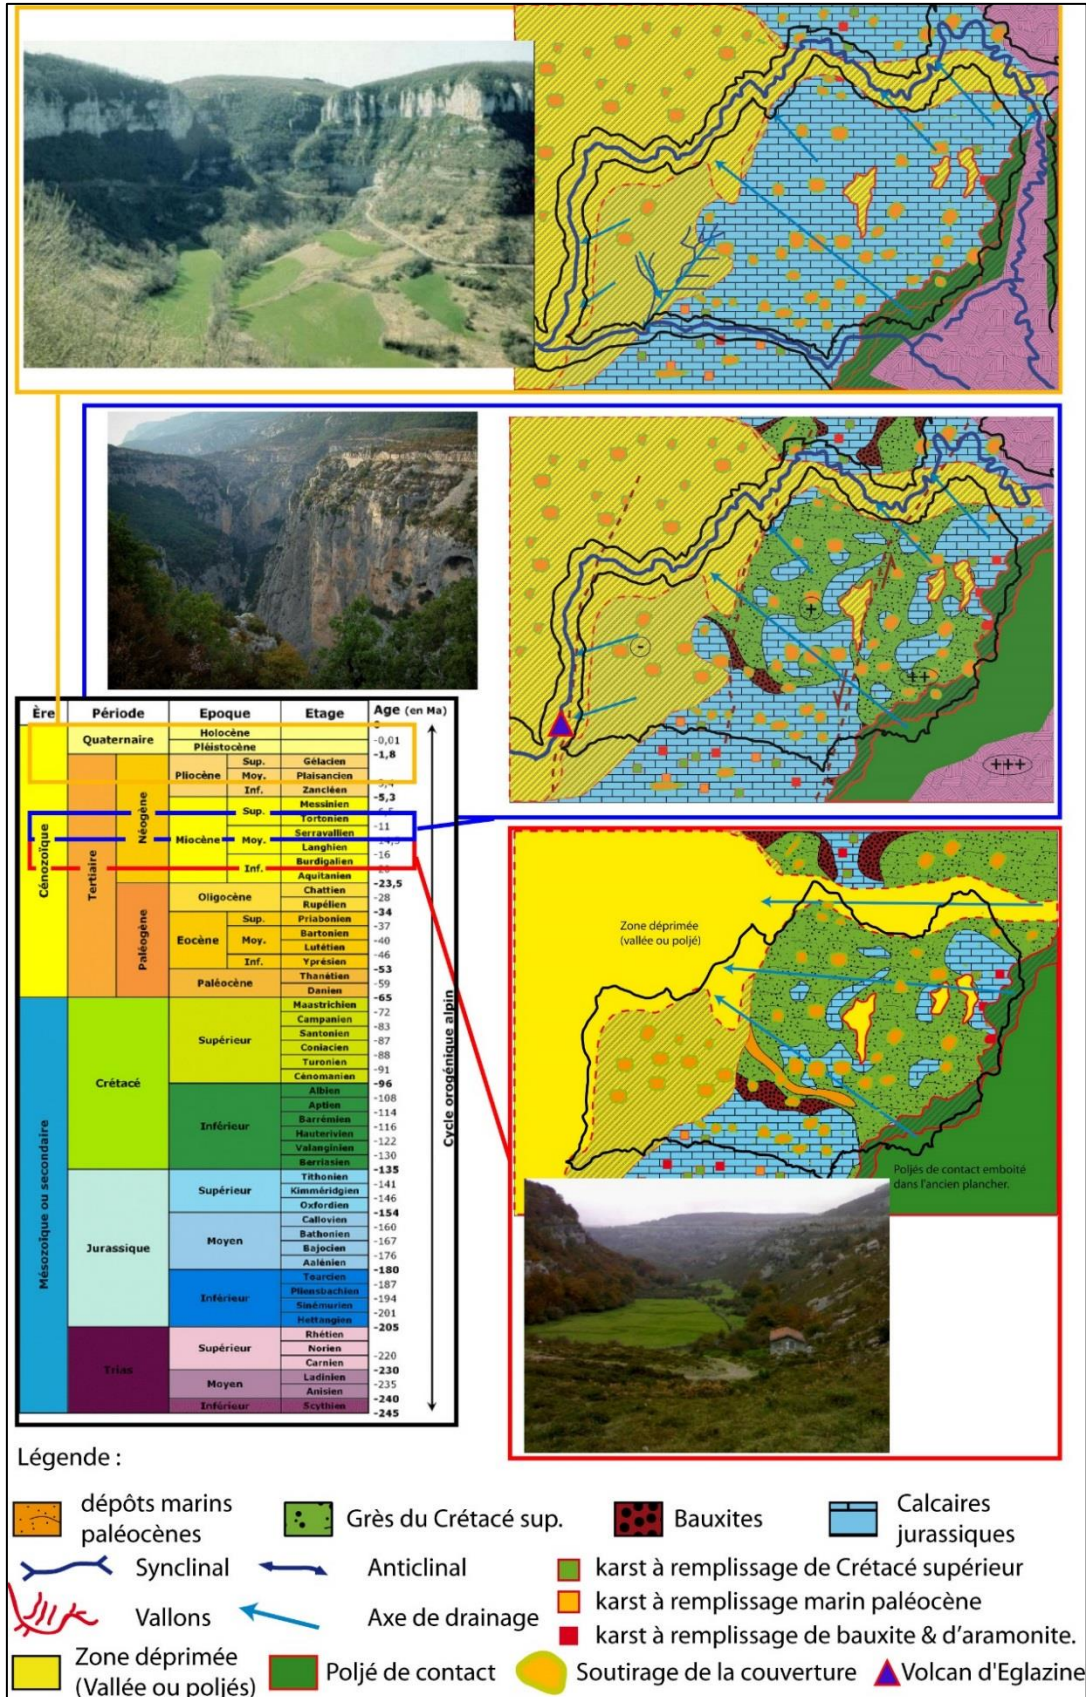 Zone déprimée
(vallée ou poljé)
Poljés de contact emboité
dans l'ancien plancher.
+
-
++
+++
Ère Période Epoque Etage Age (en Ma)
Cénozoïque
Tertiaire
Néogène
Paléogène
Quaternaire
Holocène
Pléistocène
-0,01
-1,8
Pliocène
Sup. Gélacien
Moy. Plaisancien
Inf. Zancléen
-5,3
Miocène
Sup. Messinien
Tortonien
-11
Moy. Serravallien
Langhien
-16
Inf. Burdigalien
Aquitanien
-23,5
Oligocène
Chattien
-28
Rupélien
-34
Eocène
Sup. Priabonien
-37
Moy. Bartonien
-40
Lutétien
-46
Inf. Yprésien
-53
Paléocène
Thanétien
-59
Danien
-65
Mésozoïque ou secondaire
Crétacé
Supérieur
Maastrichien
-72
Campanien
-83
Santonien
-87
Coniacien
-88
Turonien
-91
Cénomanien
-96
Inférieur
Albien
-108
Aptien
-114
Barrémien
-116
Hauterivien
-122
Valanginien
-130
Berriasien
-135
Jurassique
Supérieur
Tithonien
-141
Kimméridgien
-146
Oxfordien
-154
Moyen
Callovien
-160
Bathonien
-167
Bajocien
-176
Aalénien
-180
Inférieur
Toarcien
-187
Pliensbachien
-194
Sinémurien
-201
Hettangien
-205
Trias
Supérieur
Rhétien
Norien
-220
Carnien
-230
Moyen
Ladinien
-235
Anisien
-240
Inférieur
Scythien
-245
Cycle orogénique alpin
Légende :
dépôts marins
paléocènes
Grès du Crétacé sup.
Bauxites
Calcaires
jurassiques
Synclinal
Anticlinal
karst à remplissage de Crétacé supérieur
Vallons
Axe de drainage
karst à remplissage marin paléocène
karst à remplissage de bauxite & d'aramonite.
Zone déprimée
(Vallée ou poljés)
Poljé de contact
Soutirage de la couverture
Volcan d'Eglazine